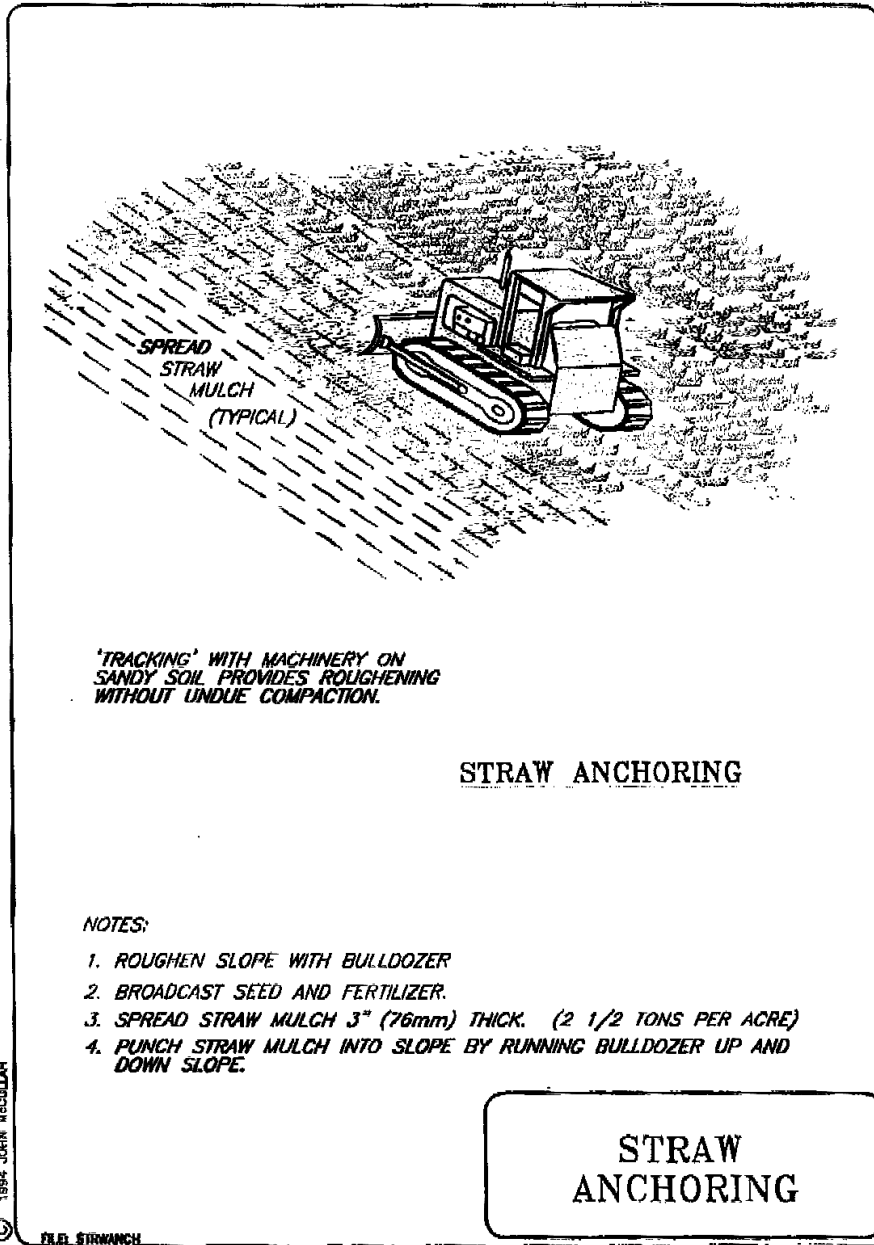 SPREAD
STRAW
MULCH
(TYPICAL)
'TRACKING' WITH MACHINERY ON
SANDY SOIL PROVIDES ROUGHENING
WITHOUT UNDUE COMPACTION.
STRAW ANCHORING
NOTES:
1. ROUGHEN SLOPE WITH BULLDOZER
2. BROADCAST SEED AND FERTILIZER.
3. SPREAD STRAW MULCH 3" (76mm) THICK. (2 1/2 TONS PER ACRE)
4. PUNCH STRAW MULCH INTO SLOPE BY RUNNING BULLDOZER UP AND
DOWN SLOPE.
STRAW
ANCHORING
© 1994 JOHN McCULLAH
FILE: STRWANCH